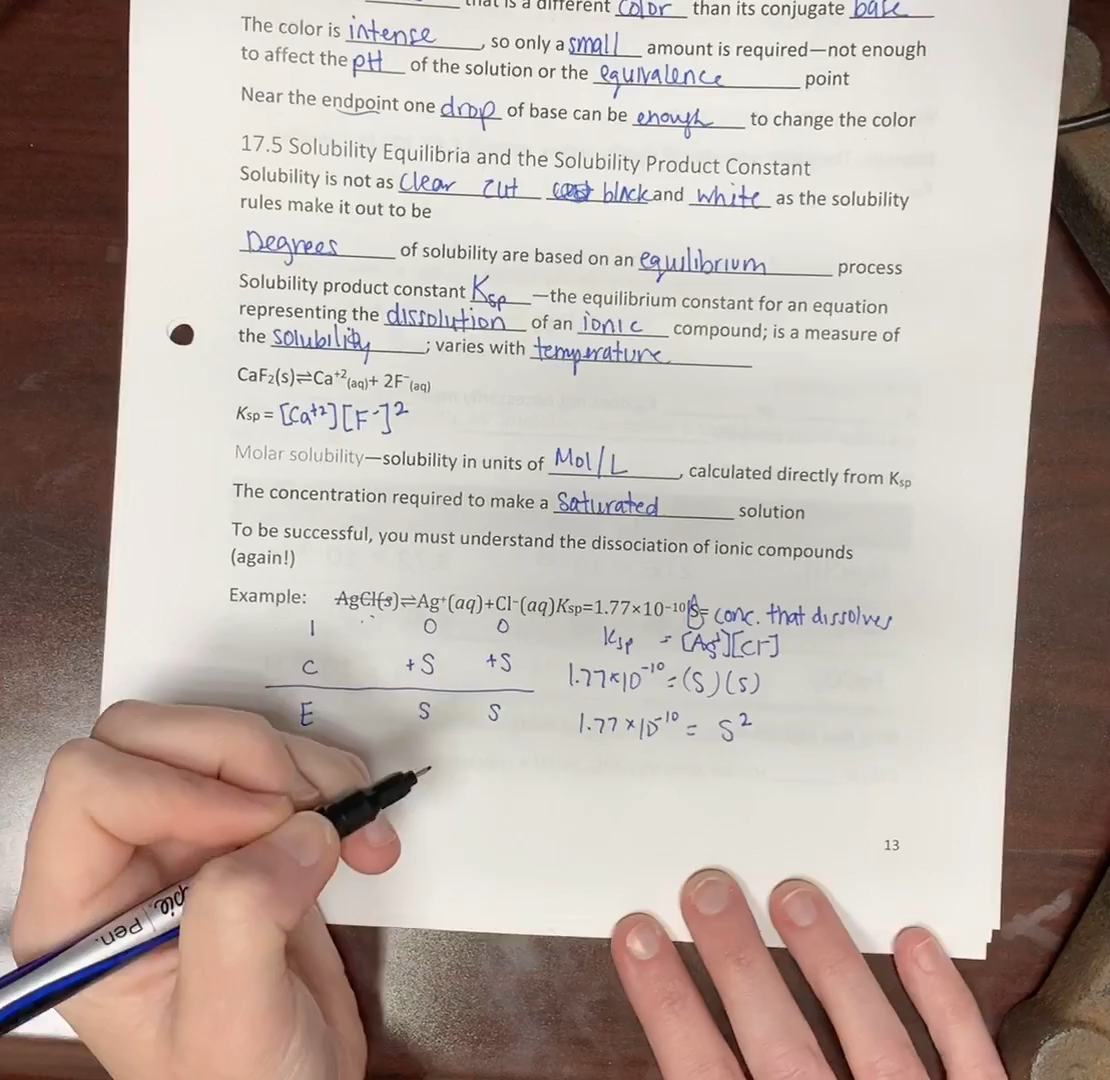 that is a different color than its conjugate base
The color is intense, so only a small amount is required—not enough
to affect the pH of the solution or the equivalence point
Near the endpoint one drop of base can be enough to change the color
17.5 Solubility Equilibria and the Solubility Product Constant
Solubility is not as clear cut black and white as the solubility
rules make it out to be
Degrees of solubility are based on an equilibrium process
Solubility product constant Ksp—the equilibrium constant for an equation
representing the dissolution of an ionic compound; is a measure of
the solubility; varies with temperature
CaF₂(s)⇌Ca⁺²(aq)+ 2F⁻(aq)
Ksp = [Ca⁺²][F⁻]²
Molar solubility—solubility in units of Mol/L, calculated directly from Ksp
The concentration required to make a saturated solution
To be successful, you must understand the dissociation of ionic compounds
(again!)
Example: AgCl(s)⇌Ag⁺(aq)+Cl⁻(aq) Ksp=1.77×10⁻¹⁰ S= conc. that dissolves
I 0 0 Ksp = [Ag⁺][Cl⁻]
C +S +S 1.77×10⁻¹⁰=(S)(S)
E S S 1.77×10⁻¹⁰ = S²
13
Pen.